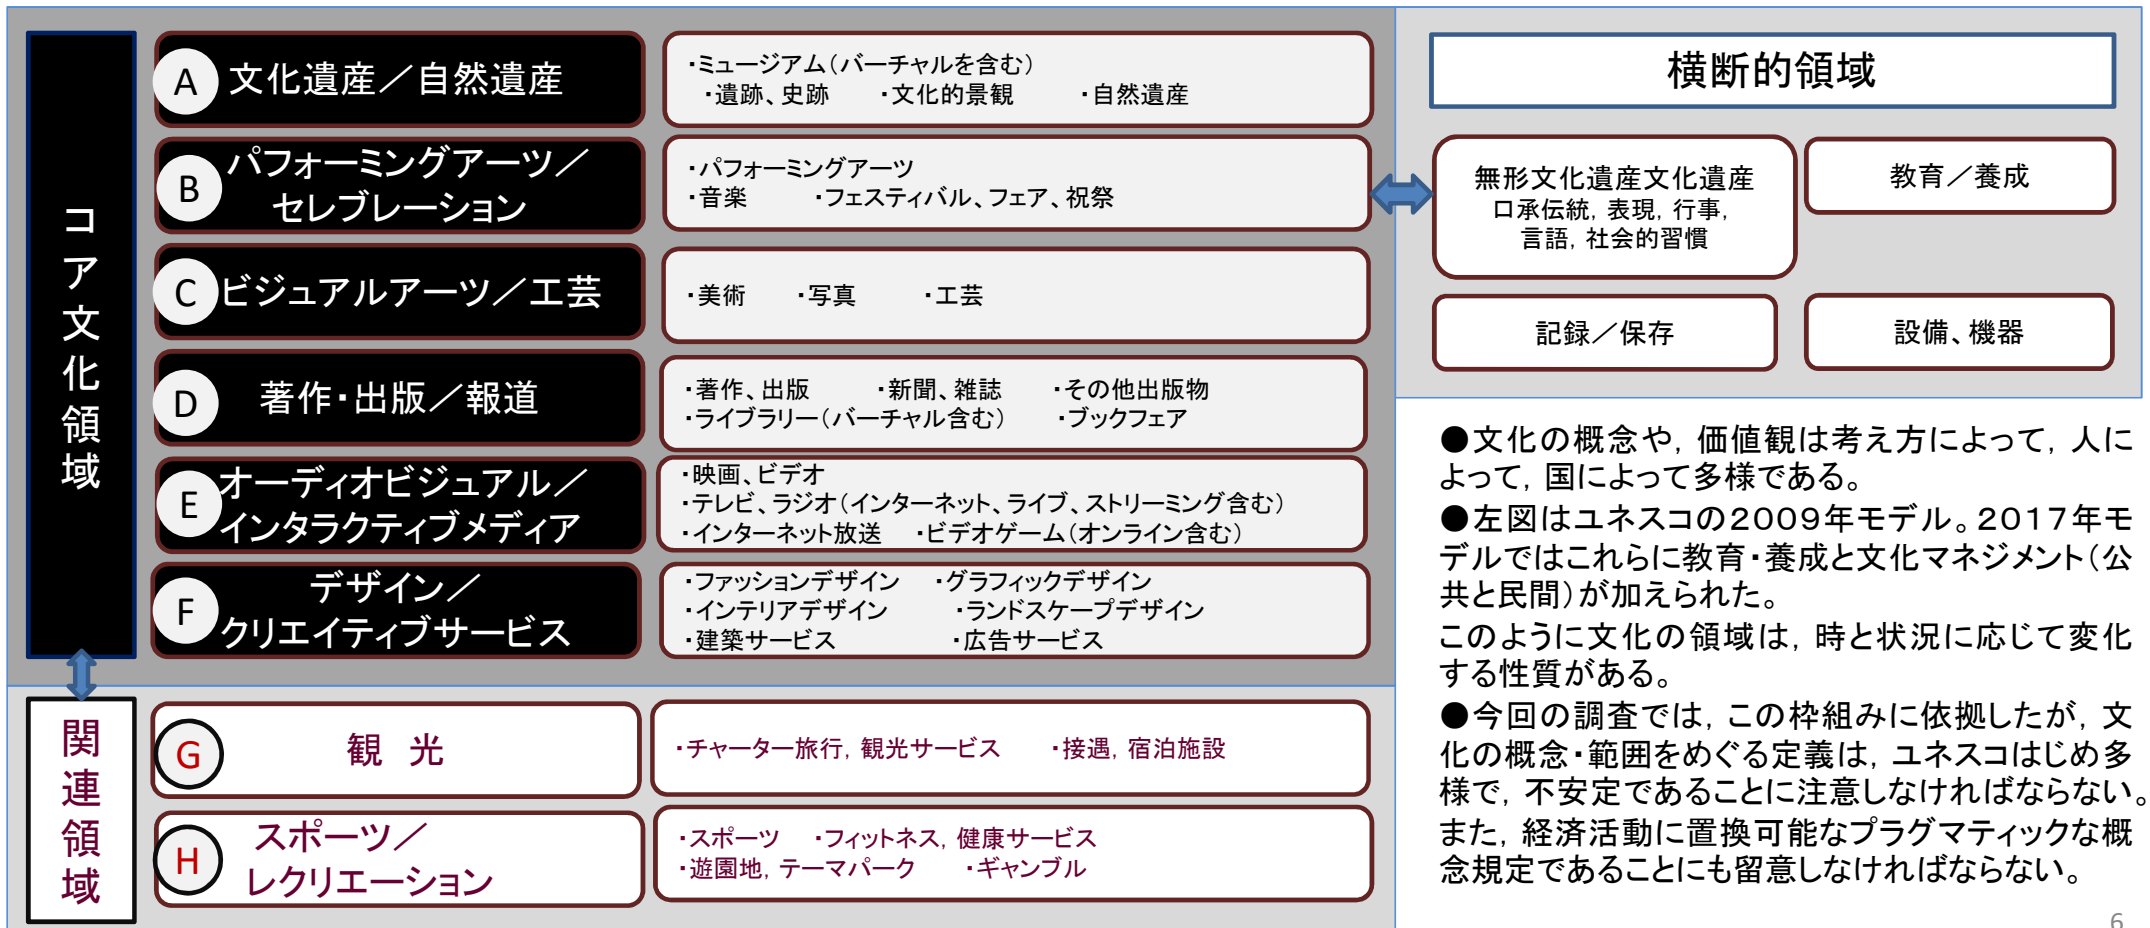 コア文化領域
A 文化遺産／自然遺産
・ミュージアム（バーチャルを含む）
・遺跡、史跡　・文化的景観　・自然遺産
B パフォーミングアーツ／
セレブレーション
・パフォーミングアーツ
・音楽　・フェスティバル、フェア、祝祭
C ビジュアルアーツ／工芸
・美術　・写真　・工芸
D 著作・出版／報道
・著作、出版　・新聞、雑誌　・その他出版物
・ライブラリー（バーチャル含む）　・ブックフェア
E オーディオビジュアル／
インタラクティブメディア
・映画、ビデオ
・テレビ、ラジオ（インターネット、ライブ、ストリーミング含む）
・インターネット放送　・ビデオゲーム（オンライン含む）
F デザイン／
クリエイティブサービス
・ファッションデザイン　・グラフィックデザイン
・インテリアデザイン　・ランドスケープデザイン
・建築サービス　・広告サービス
関連領域
G 観 光
・チャーター旅行, 観光サービス　・接遇, 宿泊施設
H スポーツ／
レクリエーション
・スポーツ　・フィットネス, 健康サービス
・遊園地, テーマパーク　・ギャンブル
横断的領域
無形文化遺産文化遺産
口承伝統, 表現, 行事,
言語, 社会的習慣
教育／養成
記録／保存
設備、機器
●文化の概念や, 価値観は考え方によって, 人に
よって, 国によって多様である。
●左図はユネスコの２００９年モデル。２０１７年モ
デルではこれらに教育・養成と文化マネジメント（公
共と民間）が加えられた。
このように文化の領域は, 時と状況に応じて変化
する性質がある。
●今回の調査では, この枠組みに依拠したが, 文
化の概念・範囲をめぐる定義は, ユネスコはじめ多
様で, 不安定であることに注意しなければならない。
また, 経済活動に置換可能なプラグマティックな概
念規定であることにも留意しなければならない。
6